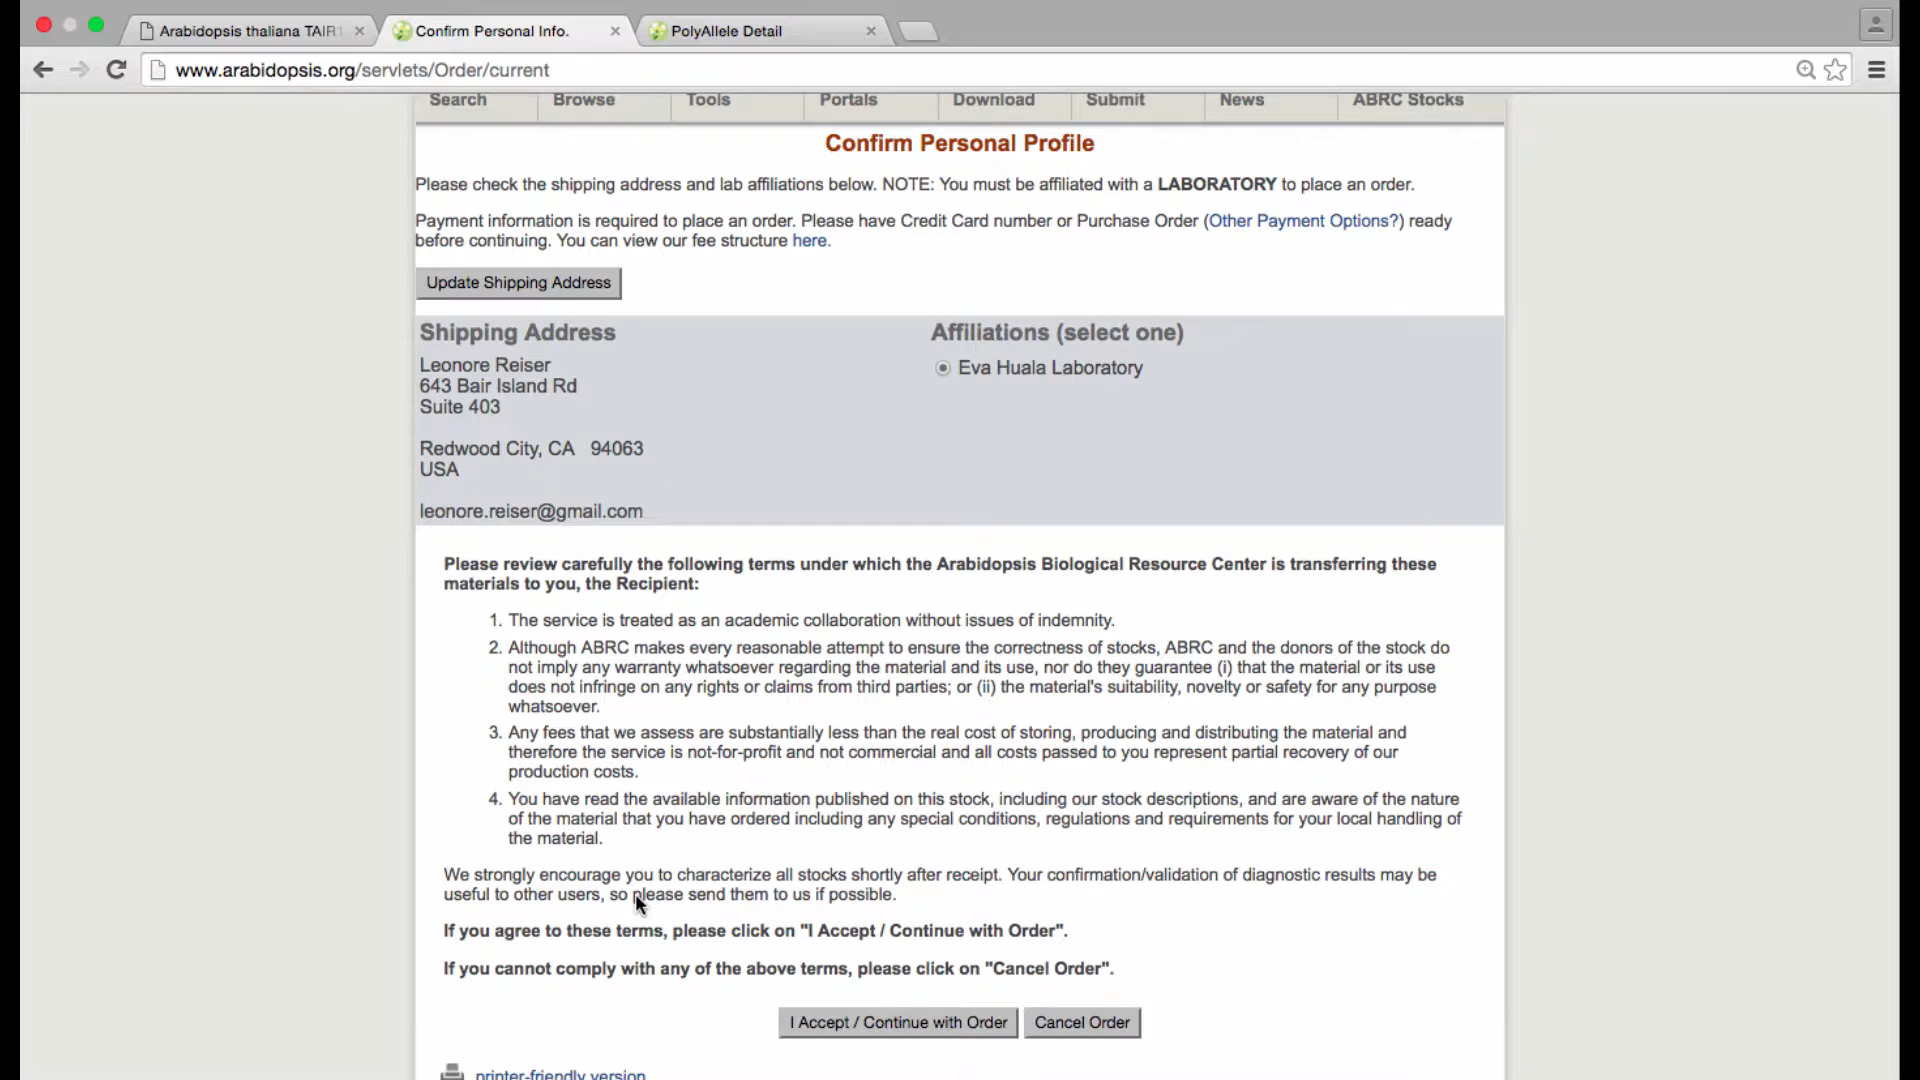 Arabidopsis thaliana TAIR1
Confirm Personal Info.
PolyAllele Detail
www.arabidopsis.org/servlets/Order/current
Search Browse Tools Portals Download Submit News ABRC Stocks
Confirm Personal Profile
Please check the shipping address and lab affiliations below. NOTE: You must be affiliated with a LABORATORY to place an order.
Payment information is required to place an order. Please have Credit Card number or Purchase Order (Other Payment Options?) ready
before continuing. You can view our fee structure here.
Update Shipping Address
Shipping Address
Leonore Reiser
643 Bair Island Rd
Suite 403
Redwood City, CA 94063
USA
leonore.reiser@gmail.com
Affiliations (select one)
Eva Huala Laboratory
Please review carefully the following terms under which the Arabidopsis Biological Resource Center is transferring these
materials to you, the Recipient:
1. The service is treated as an academic collaboration without issues of indemnity.
2. Although ABRC makes every reasonable attempt to ensure the correctness of stocks, ABRC and the donors of the stock do
not imply any warranty whatsoever regarding the material and its use, nor do they guarantee (i) that the material or its use
does not infringe on any rights or claims from third parties; or (ii) the material's suitability, novelty or safety for any purpose
whatsoever.
3. Any fees that we assess are substantially less than the real cost of storing, producing and distributing the material and
therefore the service is not-for-profit and not commercial and all costs passed to you represent partial recovery of our
production costs.
4. You have read the available information published on this stock, including our stock descriptions, and are aware of the nature
of the material that you have ordered including any special conditions, regulations and requirements for your local handling of
the material.
We strongly encourage you to characterize all stocks shortly after receipt. Your confirmation/validation of diagnostic results may be
useful to other users, so please send them to us if possible.
If you agree to these terms, please click on "I Accept / Continue with Order".
If you cannot comply with any of the above terms, please click on "Cancel Order".
I Accept / Continue with Order Cancel Order
printer-friendly version